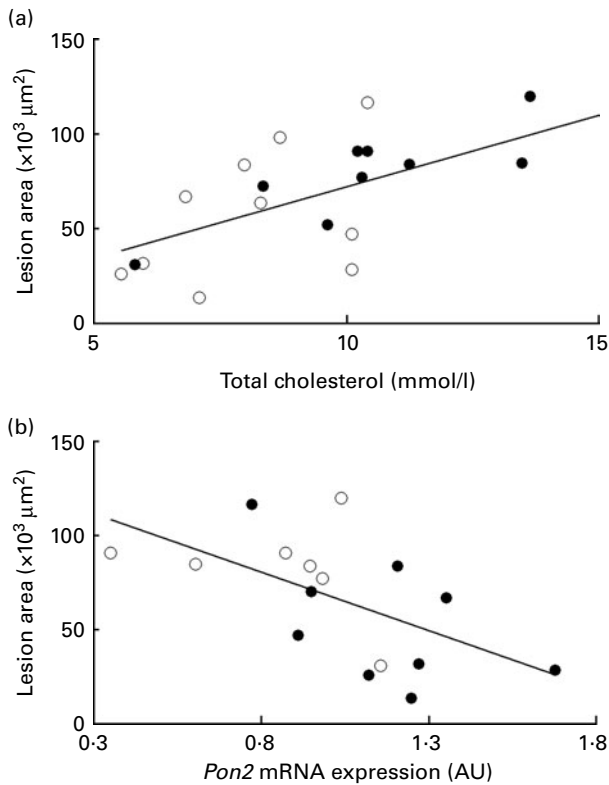 (a)
150
100
50
0
5
10
15
Lesion area (×10³ μm²)
Total cholesterol (mmol/l)
(b)
150
100
50
0
0·3
0·8
1·3
1·8
Lesion area (×10³ μm²)
Pon2 mRNA expression (AU)